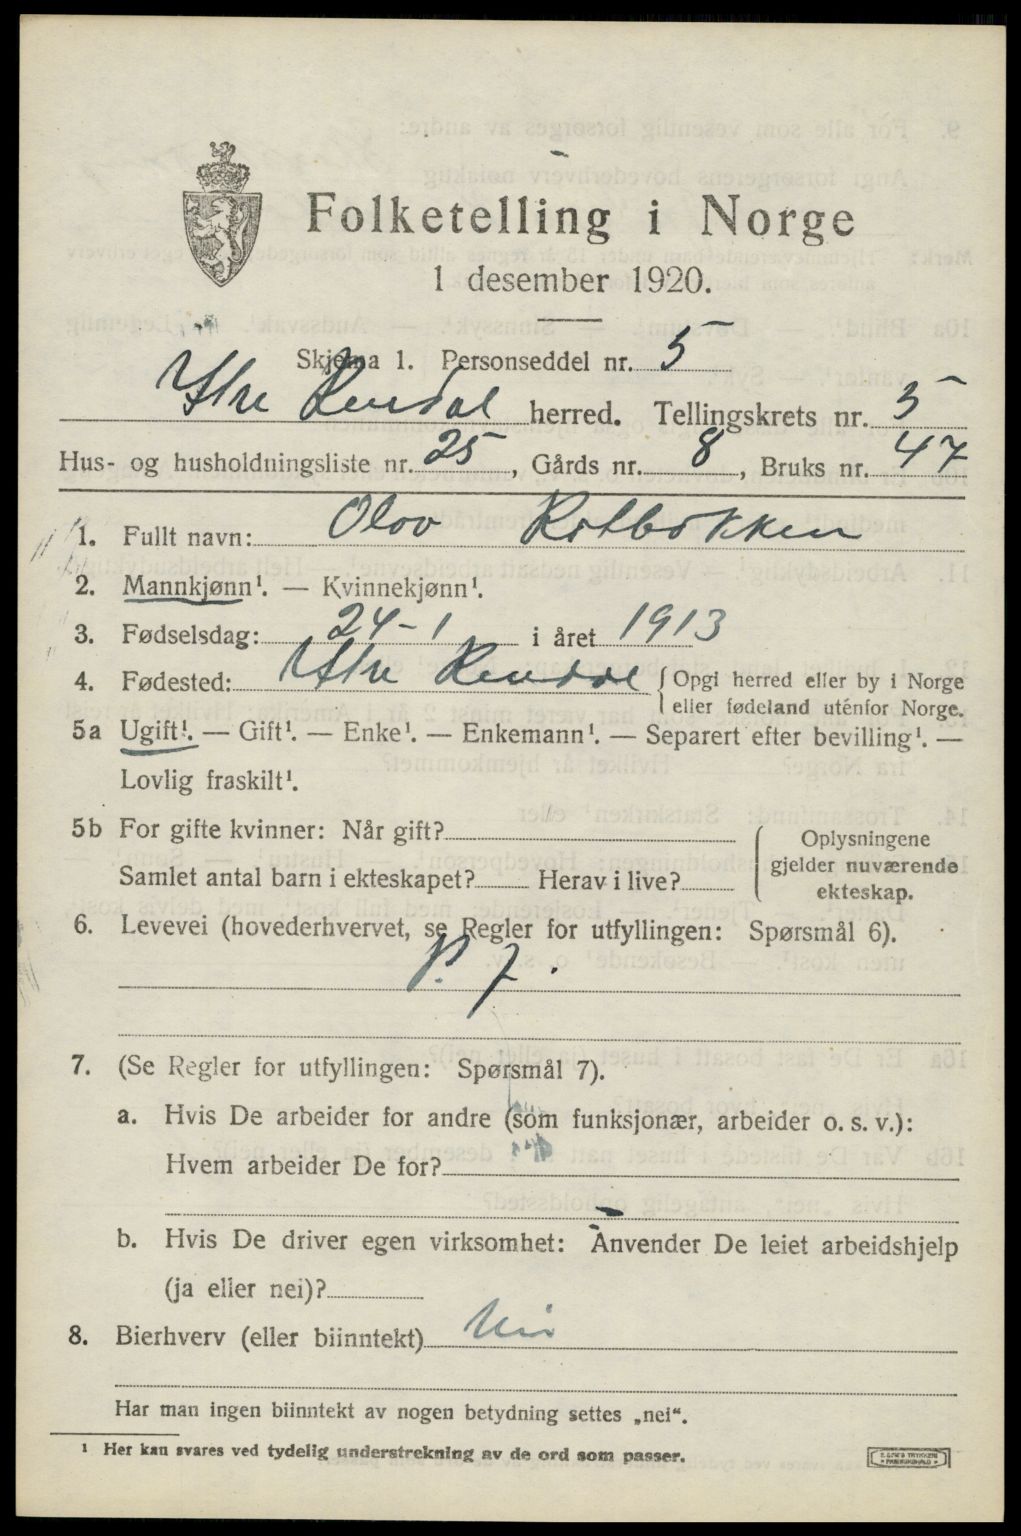 Folketelling i Norge
1 desember 1920.
Skjema 1. Personseddel nr. 5
Ytre Rendal herred. Tellingskrets nr. 5
Hus- og husholdningsliste nr. 25, Gårds nr. 8, Bruks nr. 47
1. Fullt navn: Olov Rotbækken
2. Mannkjønn¹. — Kvinnekjønn¹.
3. Fødselsdag: 24-1 i året 1913
4. Fødested: Ytre Rendal {Opgi herred eller by i Norge
eller fødeland uténfor Norge.
5a Ugift¹. — Gift¹. — Enke¹. — Enkemann¹. — Separert efter bevilling¹. —
Lovlig fraskilt¹.
5b For gifte kvinner: Når gift?
Samlet antal barn i ekteskapet? Herav i live?
Oplysningene
gjelder nuværende
ekteskap.
6. Levevei (hovederhvervet, se Regler for utfyllingen: Spørsmål 6).
7. (Se Regler for utfyllingen: Spørsmål 7).
a. Hvis De arbeider for andre (som funksjonær, arbeider o. s. v.):
Hvem arbeider De for?
b. Hvis De driver egen virksomhet: Anvender De leiet arbeidshjelp
(ja eller nei)?
8. Bierhverv (eller biinntekt) Nei
Har man ingen biinntekt av nogen betydning settes „nei“.
¹ Her kan svares ved tydelig understrekning av de ord som passer.